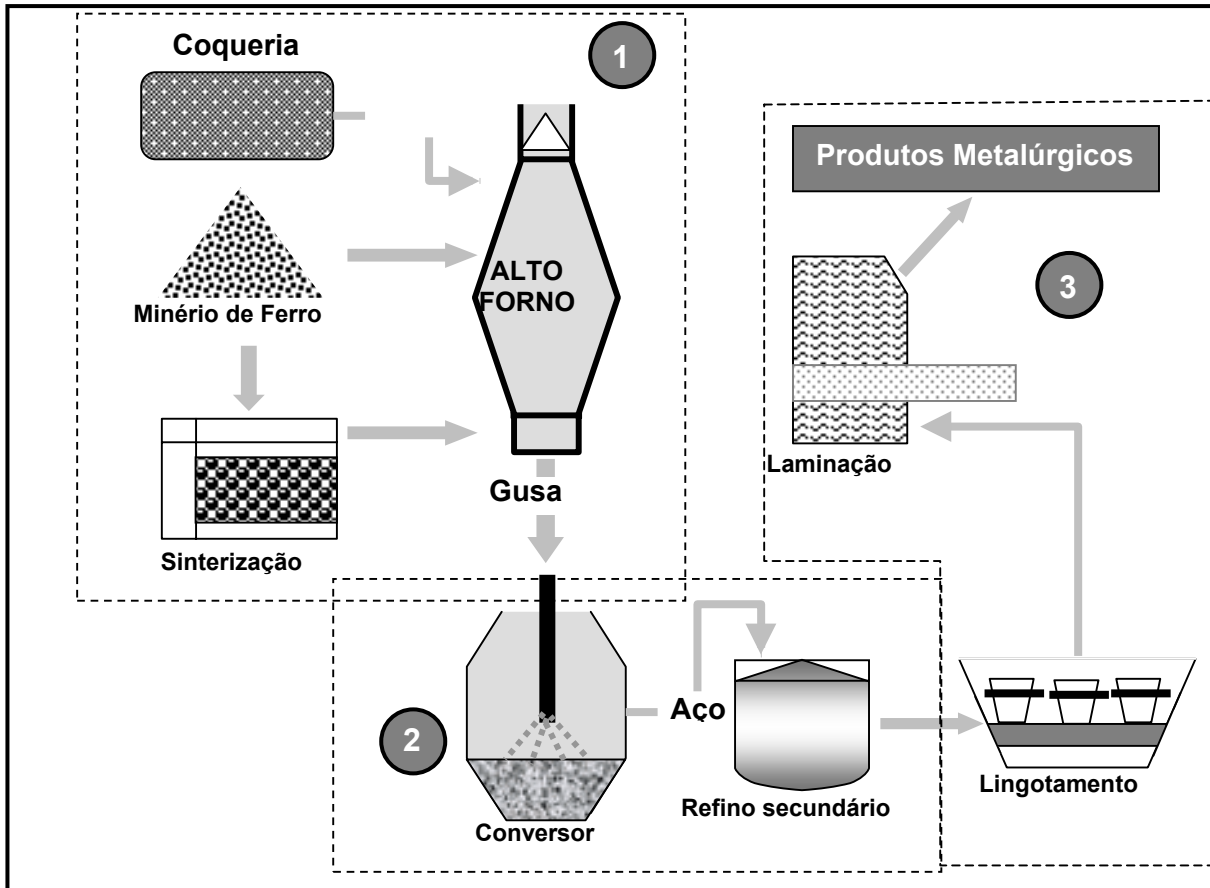 Coqueria
1
Minério de Ferro
ALTO
FORNO
Sinterização
Gusa
2
Conversor
Aço
Refino secundário
Produtos Metalúrgicos
3
Laminação
Lingotamento